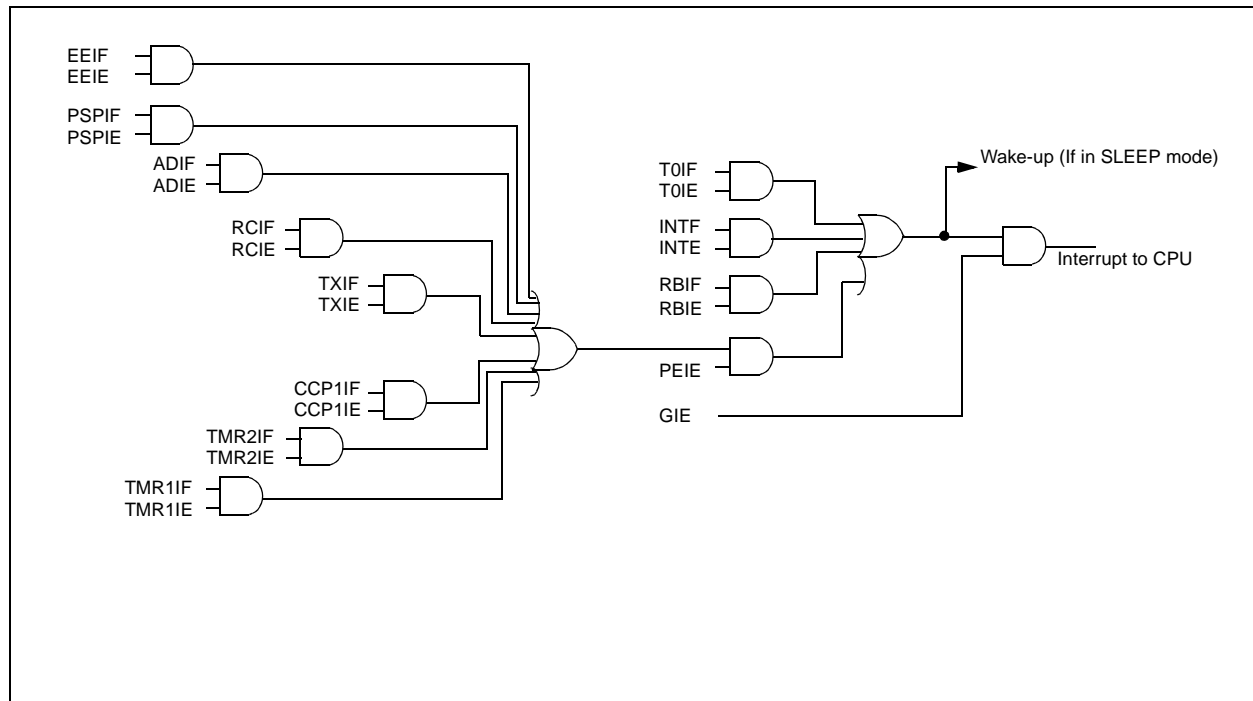 EEIF
EEIE
PSPIF
PSPIE
ADIF
ADIE
RCIF
RCIE
TXIF
TXIE
CCP1IF
CCP1IE
TMR2IF
TMR2IE
TMR1IF
TMR1IE
T0IF
T0IE
INTF
INTE
RBIF
RBIE
PEIE
GIE
Wake-up (If in SLEEP mode)
Interrupt to CPU